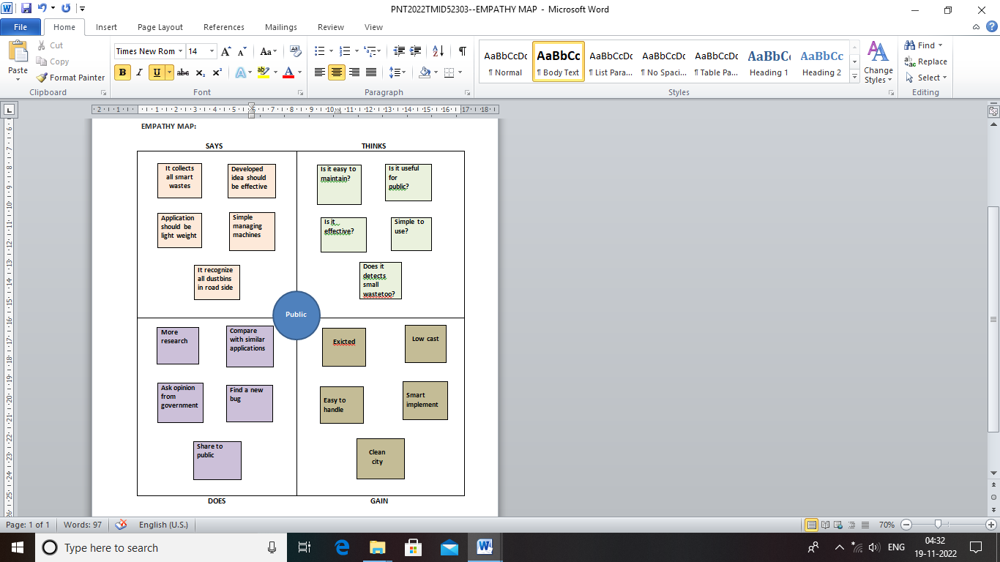 PNT2022TMID52303--EMPATHY MAP - Microsoft Word
File Home Insert Page Layout References Mailings Review View
Paste
Cut
Copy
Format Painter
Clipboard
Times New Rom 14
Font
Paragraph
AaBbCcDc AaBbCc AaBbCcDc AaBbCcDc AaBbCcDc AaBbCc AaBbCc
¶ Normal ¶ Body Text ¶ List Para... ¶ No Spaci... ¶ Table Pa... Heading 1 Heading 2
Change
Styles
Styles
Find
Replace
Select
Editing
EMPATHY MAP:
SAYS
THINKS
It collects
all smart
wastes
Developed
idea should
be effective
Application
should be
light weight
Simple
managing
machines
It recognize
all dustbins
in road side
Is it easy to
maintain?
Is it useful
for
public?
Is it
effective?
Simple to
use?
Does it
detects
small
wastetoo?
Public
More
research
Compare
with similar
applications
Ask opinion
from
government
Find a new
bug
Share to
public
Exicted
Low cast
Easy to
handle
Smart
implement
Clean
city
DOES
GAIN
Page: 1 of 1 Words: 97 English (U.S.) 70%
Type here to search
ENG
04:32
19-11-2022